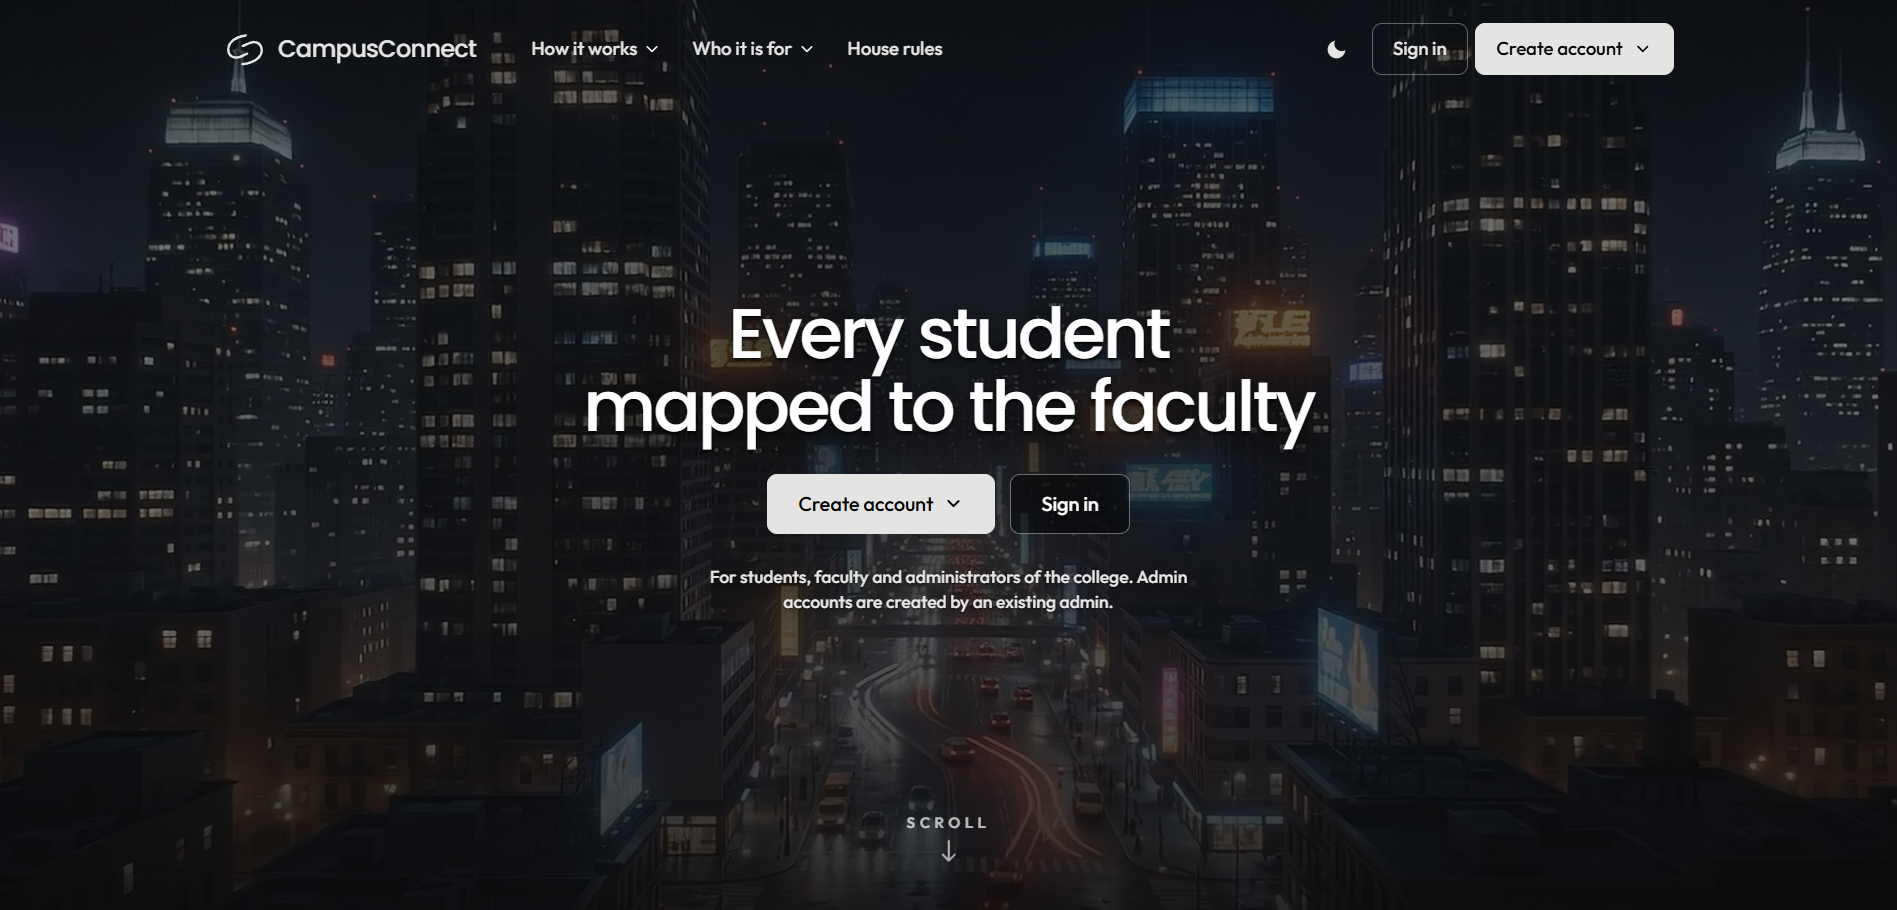 CampusConnect
How it works
Who it is for
House rules
Sign in
Create account
Every student
mapped to the faculty
Create account
Sign in
For students, faculty and administrators of the college. Admin
accounts are created by an existing admin.
SCROLL